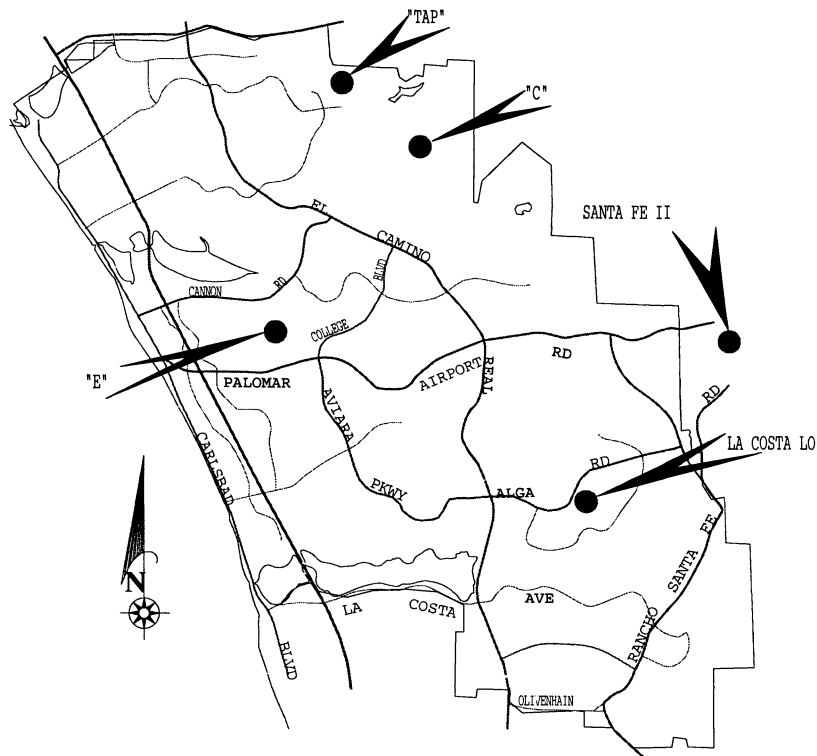 "TAP"
"C"
SANTA FE II
EL CAMINO REAL
CANNON RD
COLLEGE BLVD
"E"
PALOMAR AIRPORT RD
AVIARA PKWY
ALGA RD
RD
LA COSTA LO
CARLSBAD BLVD
N
LA COSTA AVE
RANCHO SANTA FE
OLIVENHAIN